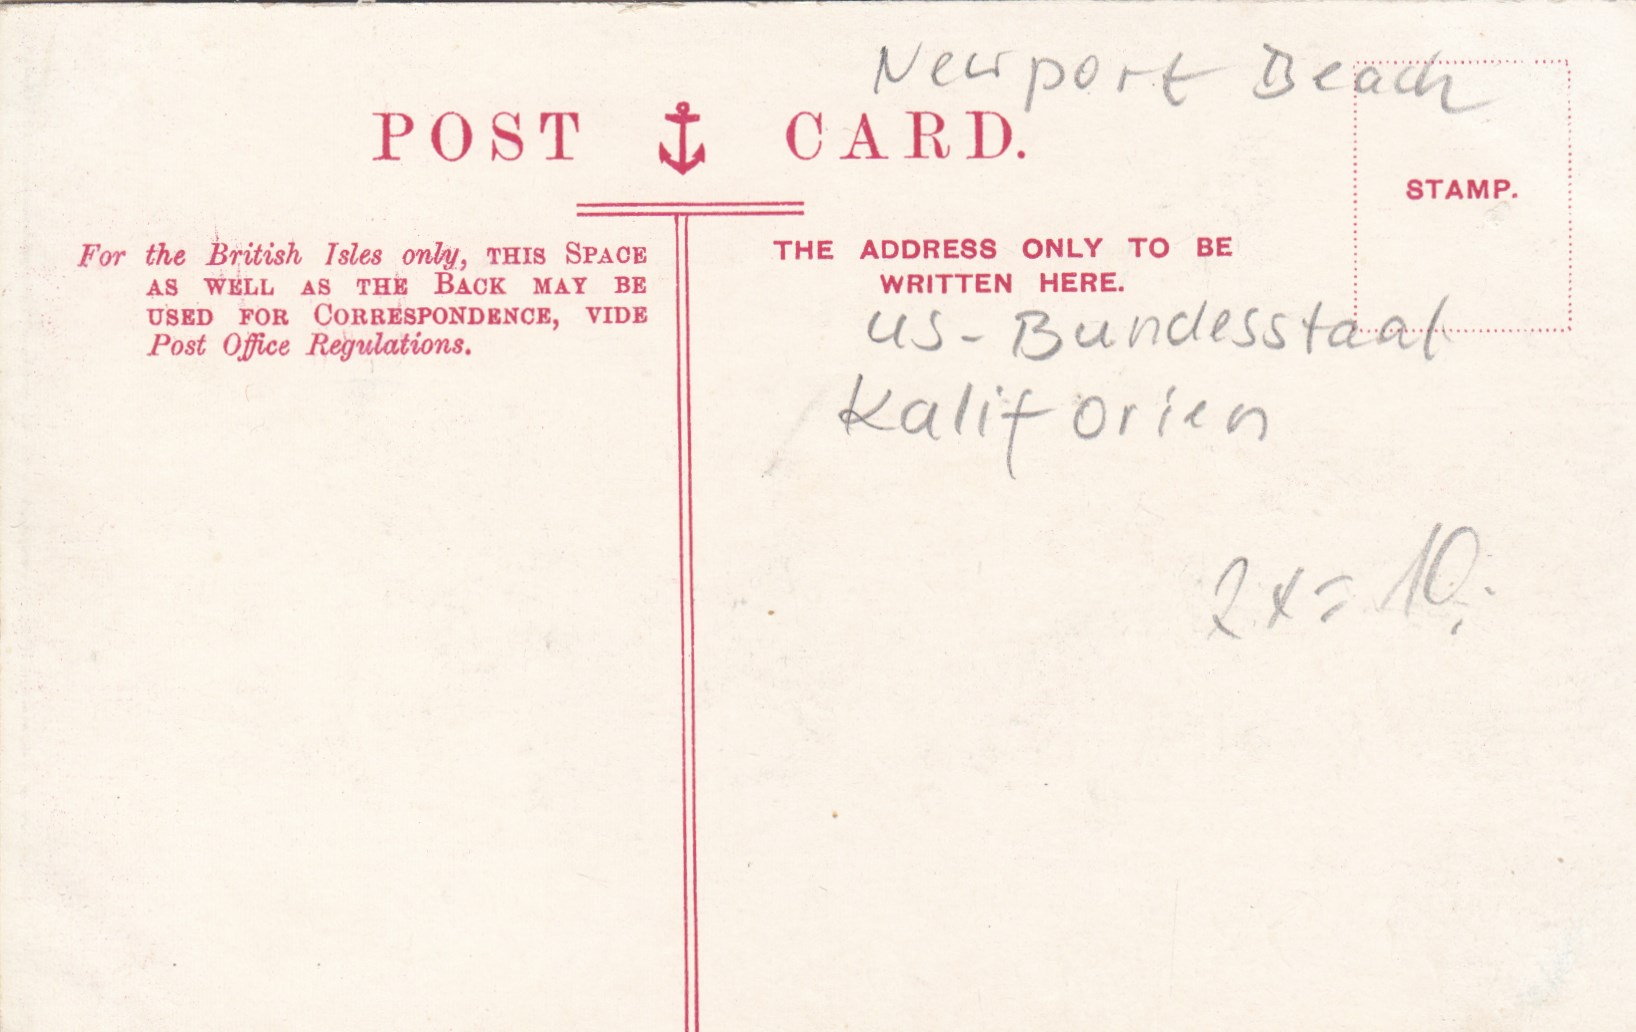 Newport Beach
POST CARD.
STAMP.
For the British Isles only, THIS SPACE
AS WELL AS THE BACK MAY BE
USED FOR CORRESPONDENCE, VIDE
Post Office Regulations.
THE ADDRESS ONLY TO BE
WRITTEN HERE.
US-Bundesstaat
Kaliforien
2x=10,-